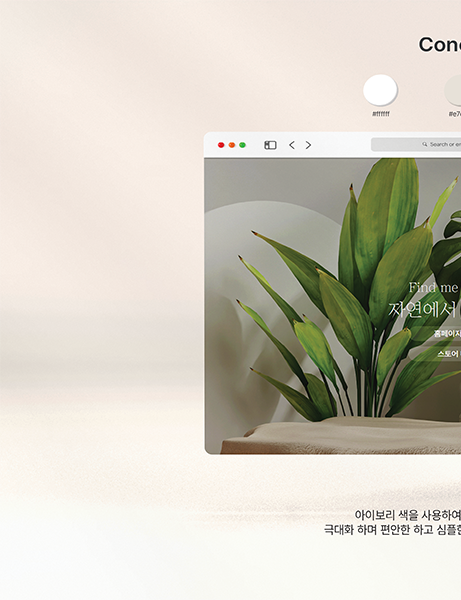 Conc
#ffffff
#e7e
Search or en
Find me
자연에서
홈페이지
스토어
아이보리 색을 사용하여
극대화 하며 편안한 하고 심플한